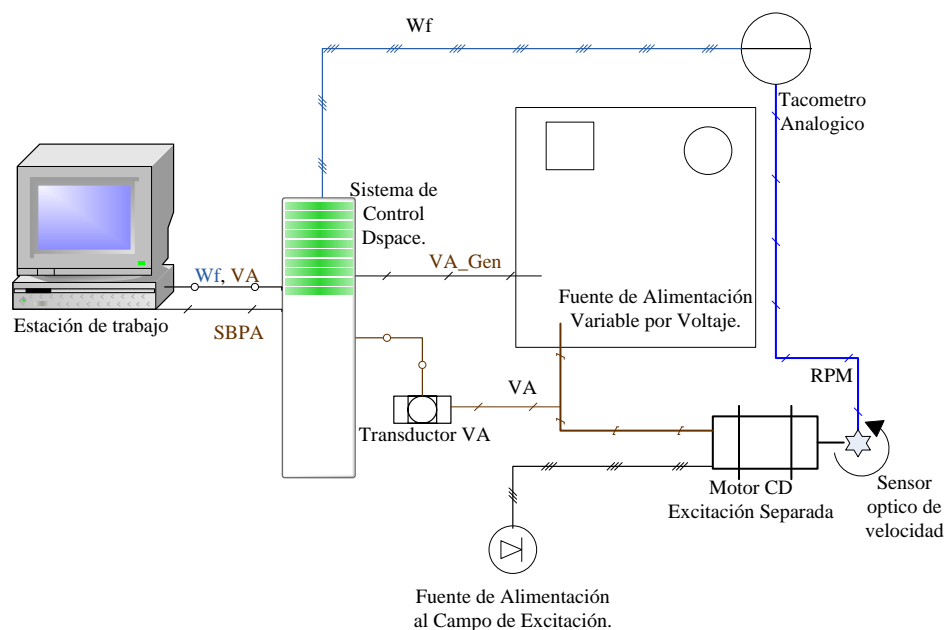 Wf
Tacometro
Analogico
Sistema de
Control
Dspace.
VA_Gen
Wf, VA
Fuente de Alimentación
Variable por Voltaje.
Estación de trabajo
SBPA
RPM
VA
Transductor VA
Motor CD
Excitación Separada
Sensor
optico de
velocidad
Fuente de Alimentación
al Campo de Excitación.